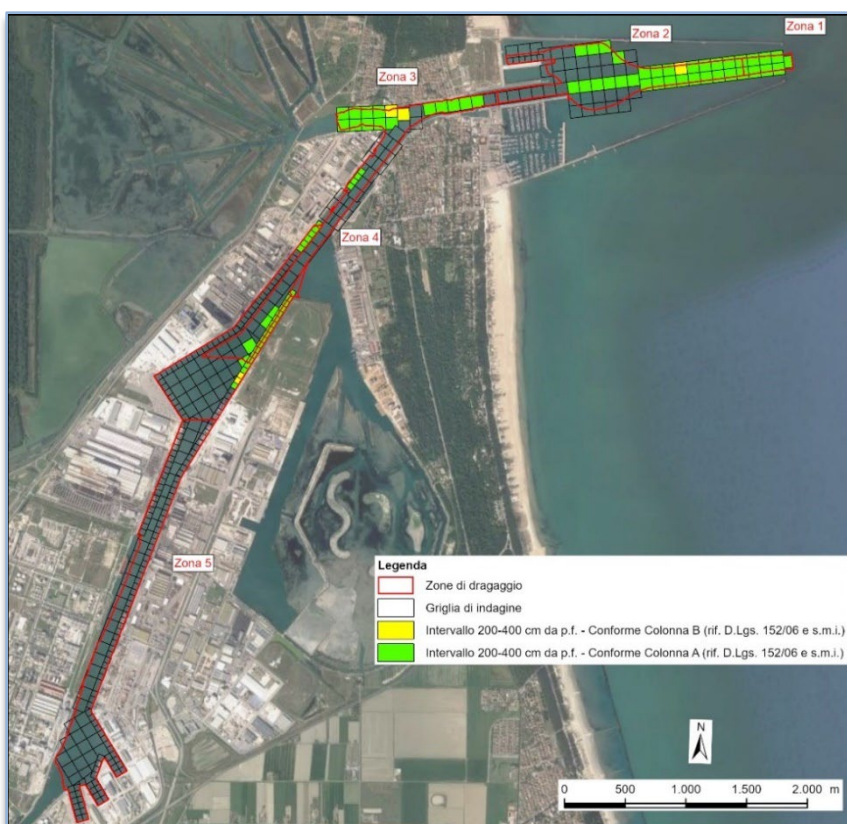 Zona 1
Zona 2
Zona 3
Zona 4
Zona 5
Legenda
Zone di dragaggio
Griglia di indagine
Intervallo 200-400 cm da p.f. - Conforme Colonna B (rif. D.Lgs. 152/06 e s.m.i.)
Intervallo 200-400 cm da p.f. - Conforme Colonna A (rif. D.Lgs. 152/06 e s.m.i.)
N
0 500 1.000 1.500 2.000 m